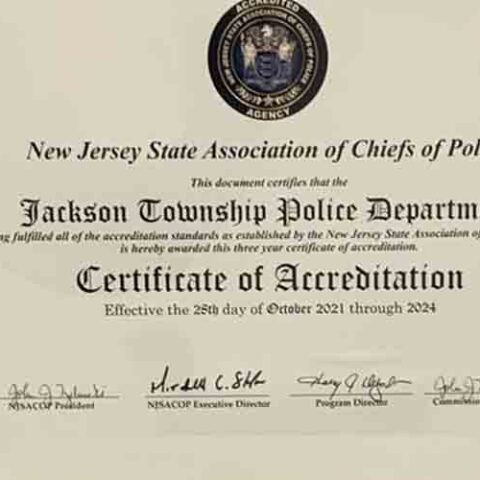 ACCREDITED
NEW JERSEY STATE ASSOCIATION OF CHIEFS OF POLICE
AGENCY
New Jersey State Association of Chiefs of Pol
This document certifies that the
Jackson Township Police Departm
ng fulfilled all of the accreditation standards as established by the New Jersey State Association of
is hereby awarded this three year certificate of accreditation.
Certificate of Accreditation
Effective the 28th day of October 2021 through 2024
NJSACOP President NJSACOP Executive Director Program Director Commission